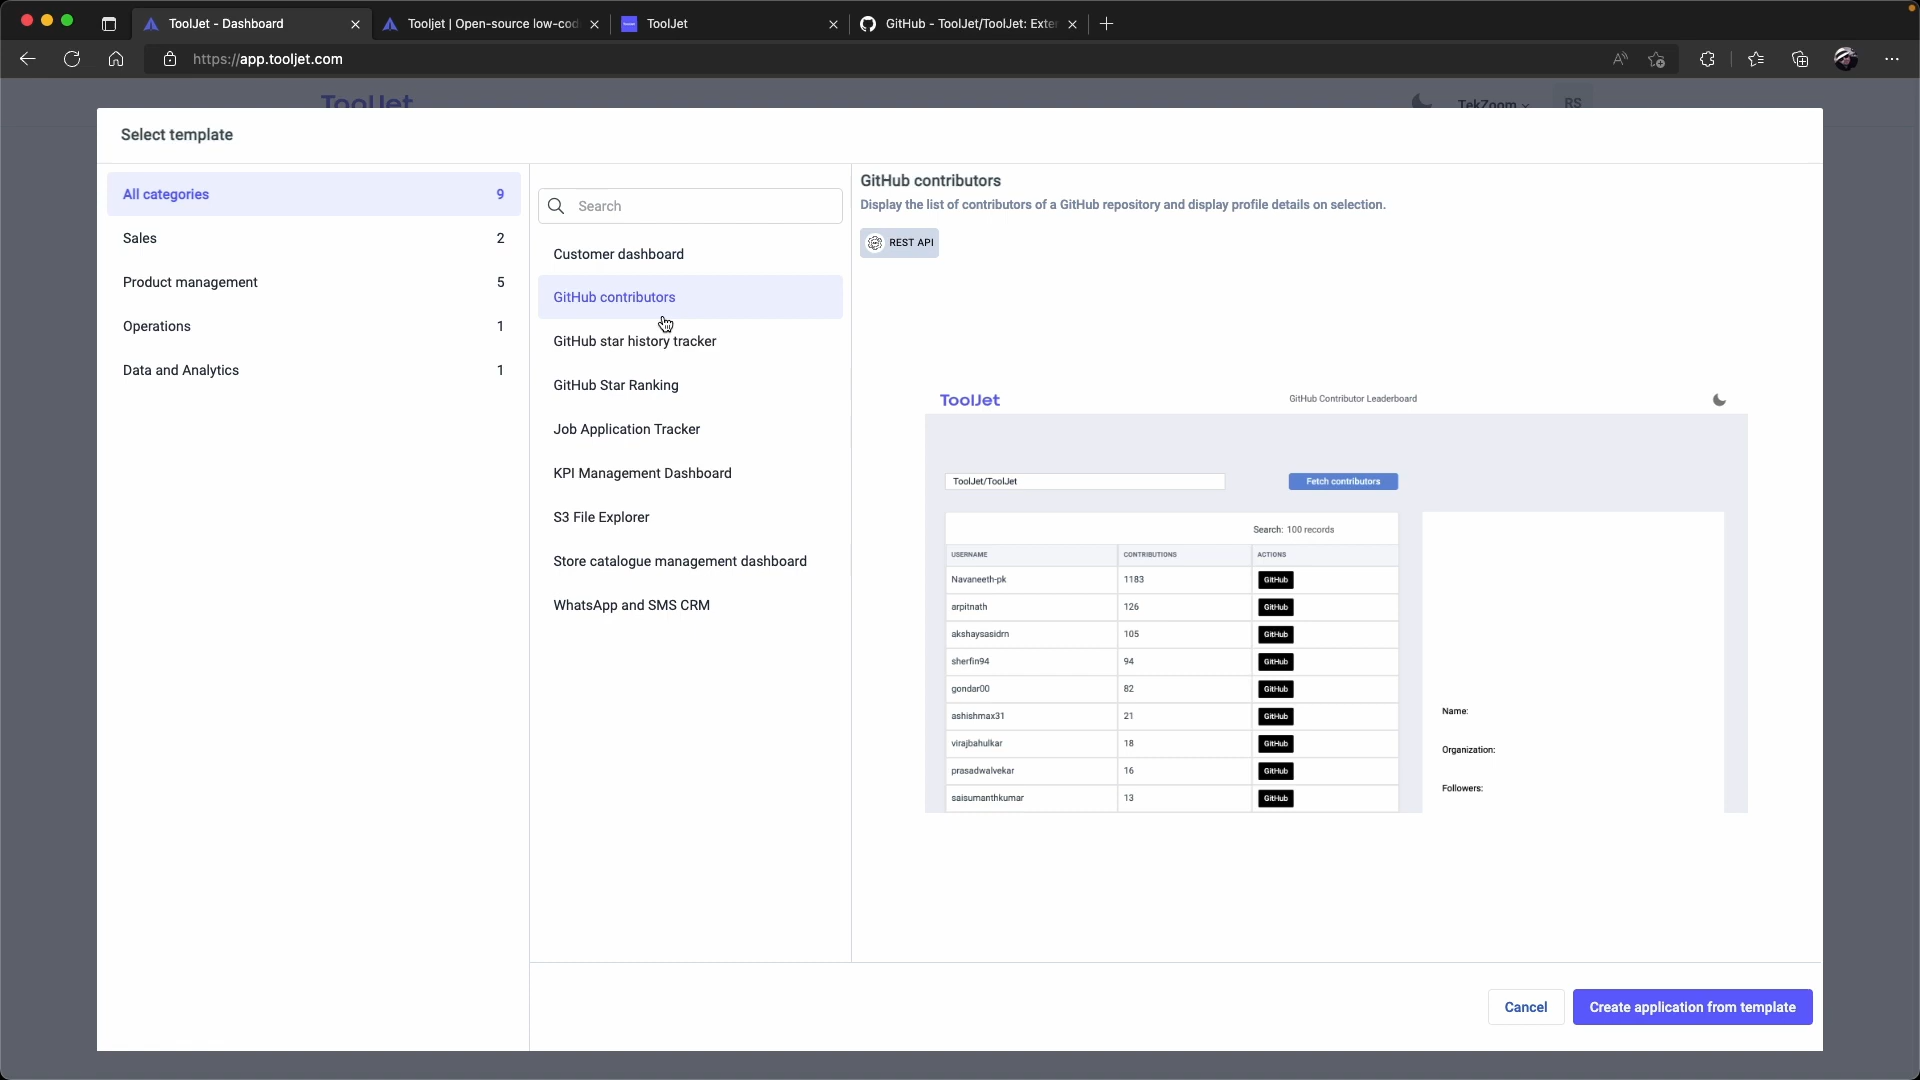 ToolJet - Dashboard
Tooljet | Open-source low-cod
ToolJet
GitHub - ToolJet/ToolJet: Exter
https://app.tooljet.com
ToolJet
TekZoom
RS
Select template
All categories 9
Sales 2
Product management 5
Operations 1
Data and Analytics 1
Search
Customer dashboard
GitHub contributors
GitHub star history tracker
GitHub Star Ranking
Job Application Tracker
KPI Management Dashboard
S3 File Explorer
Store catalogue management dashboard
WhatsApp and SMS CRM
GitHub contributors
Display the list of contributors of a GitHub repository and display profile details on selection.
REST API
ToolJet
GitHub Contributor Leaderboard
ToolJet/ToolJet
Fetch contributors
Search: 100 records
USERNAME CONTRIBUTIONS ACTIONS
Navaneeth-pk 1183 GitHub
arpitnath 126 GitHub
akshaysasidrn 105 GitHub
sherfin94 94 GitHub
gondar00 82 GitHub
ashishmax31 21 GitHub
virajbahulkar 18 GitHub
prasadwalvekar 16 GitHub
saisumanthkumar 13 GitHub
Name:
Organization:
Followers:
Cancel
Create application from template